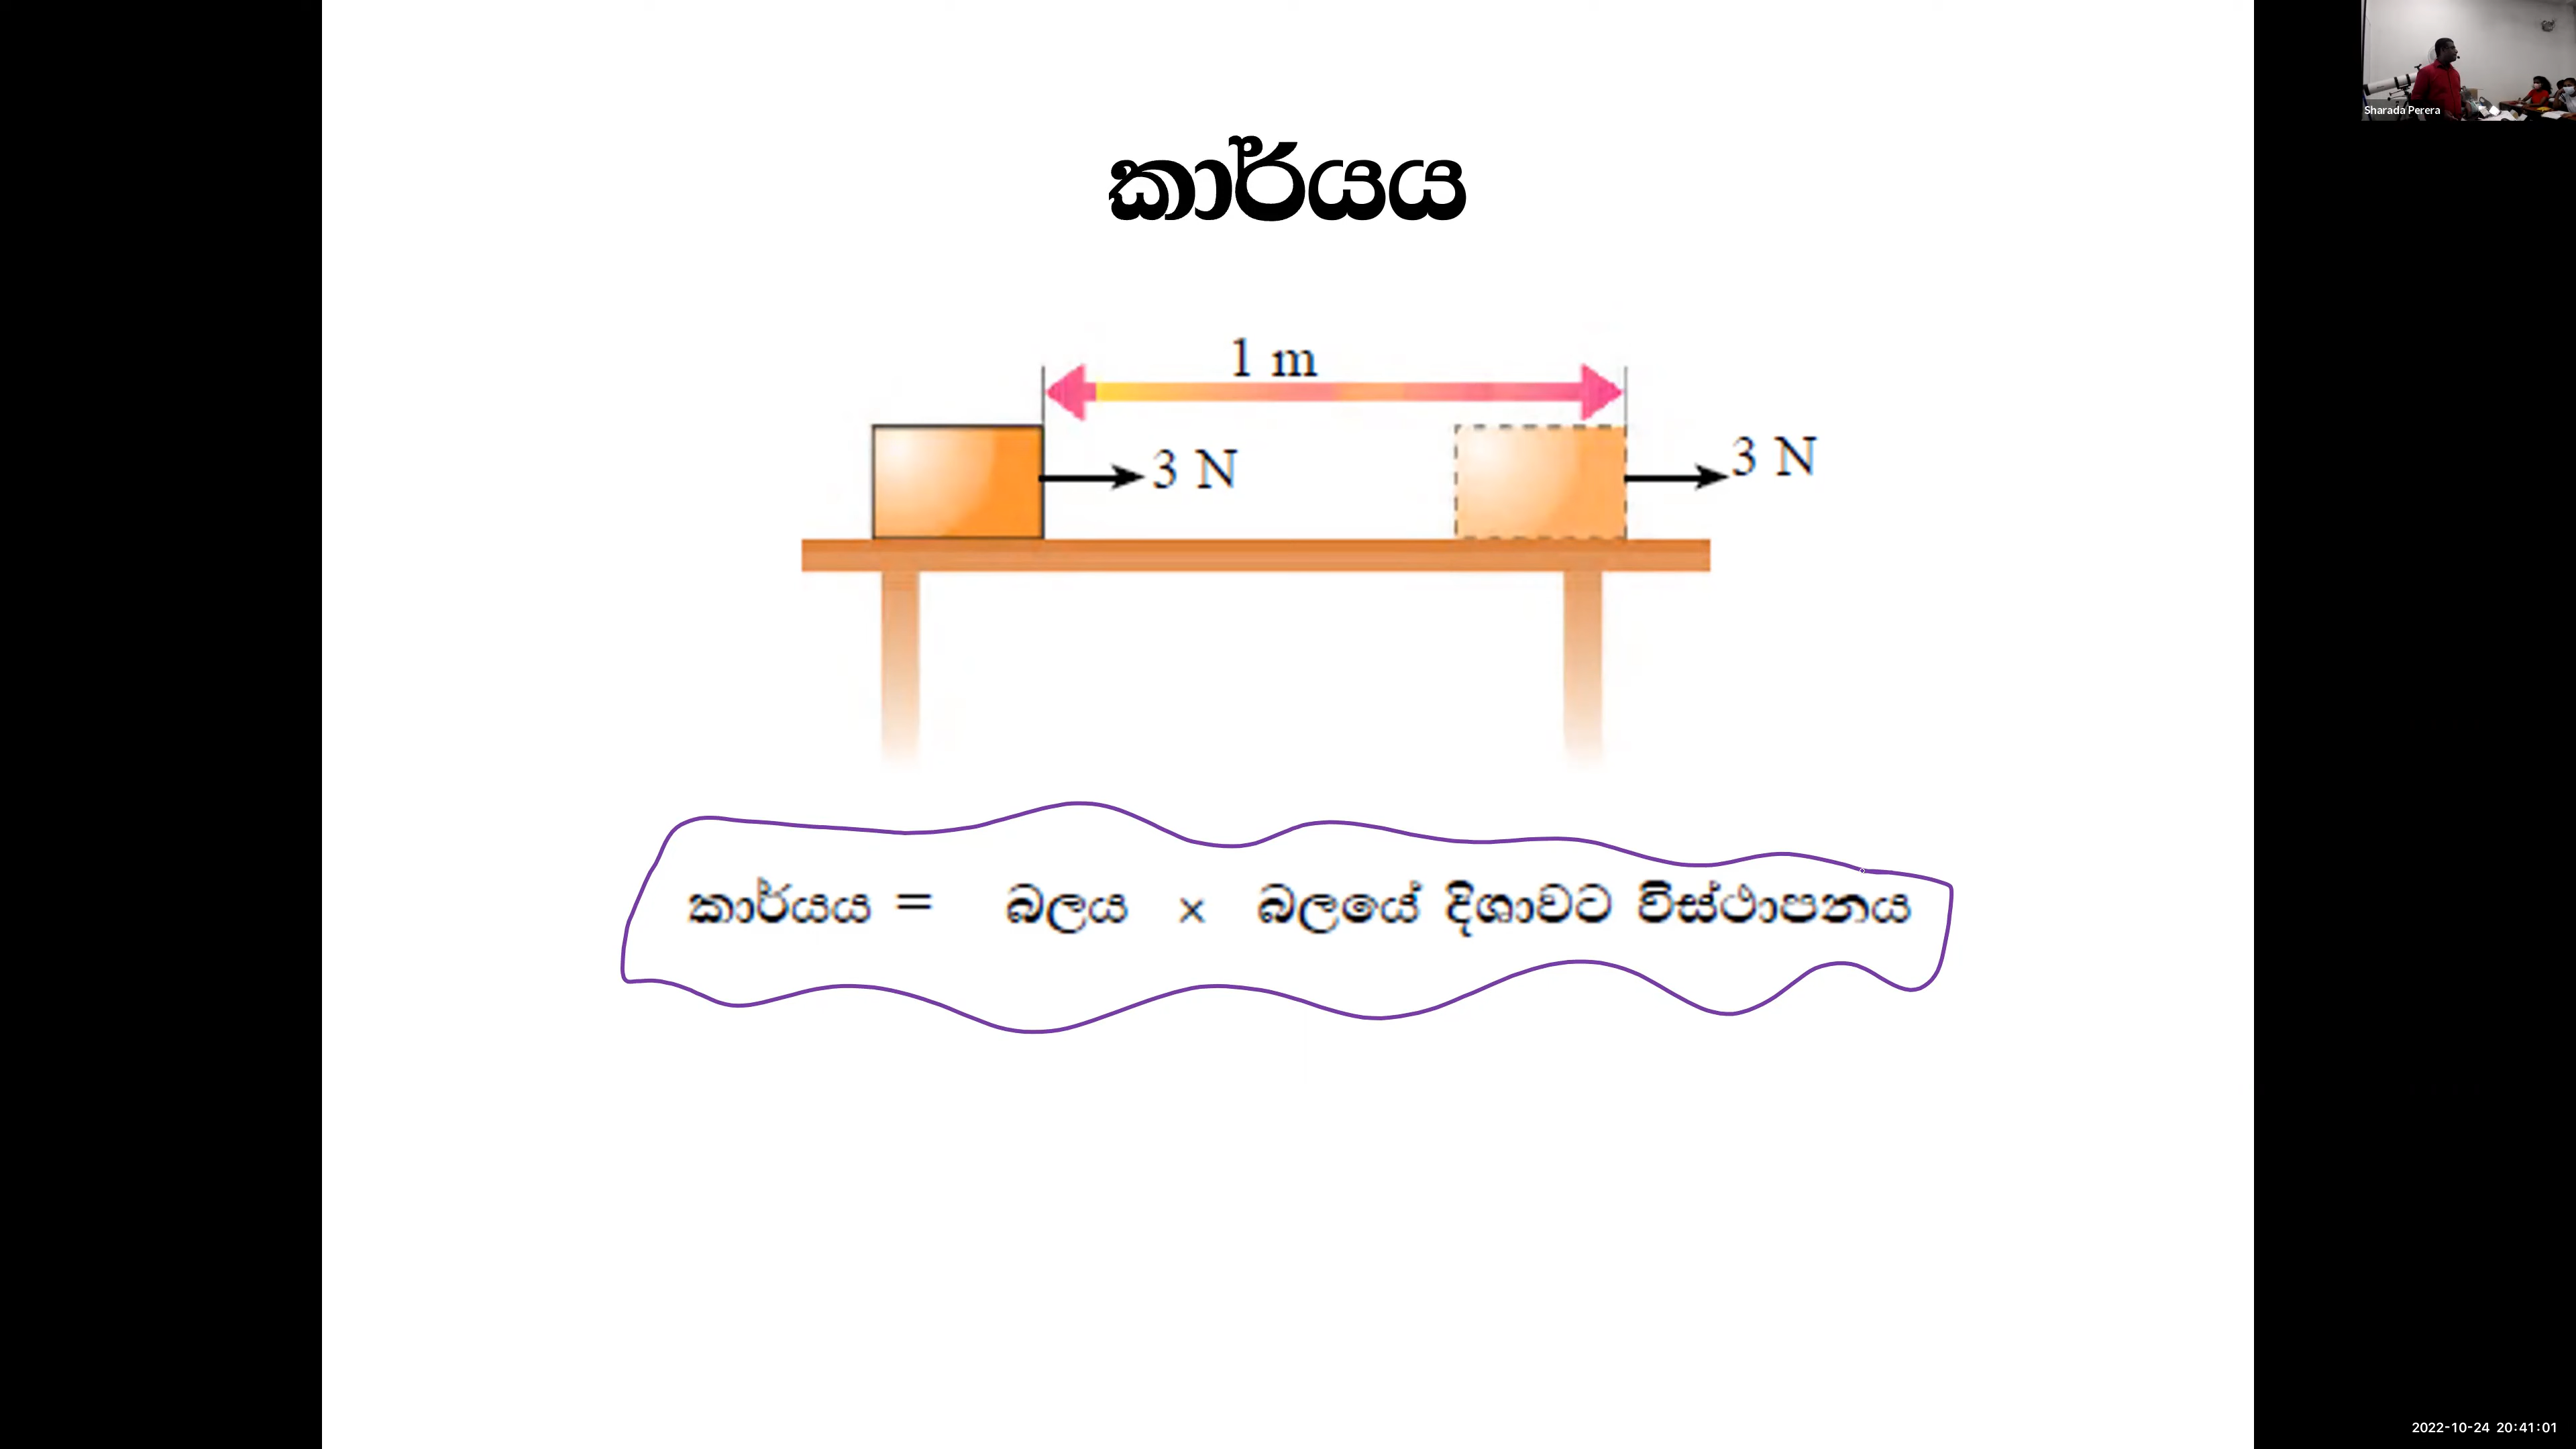 කාර්යය
1 m
3 N
3 N
කාර්යය = බලය × බලයේ දිශාවට විස්ථාපනය
Sharada Perera
2022-10-24 20:41:01